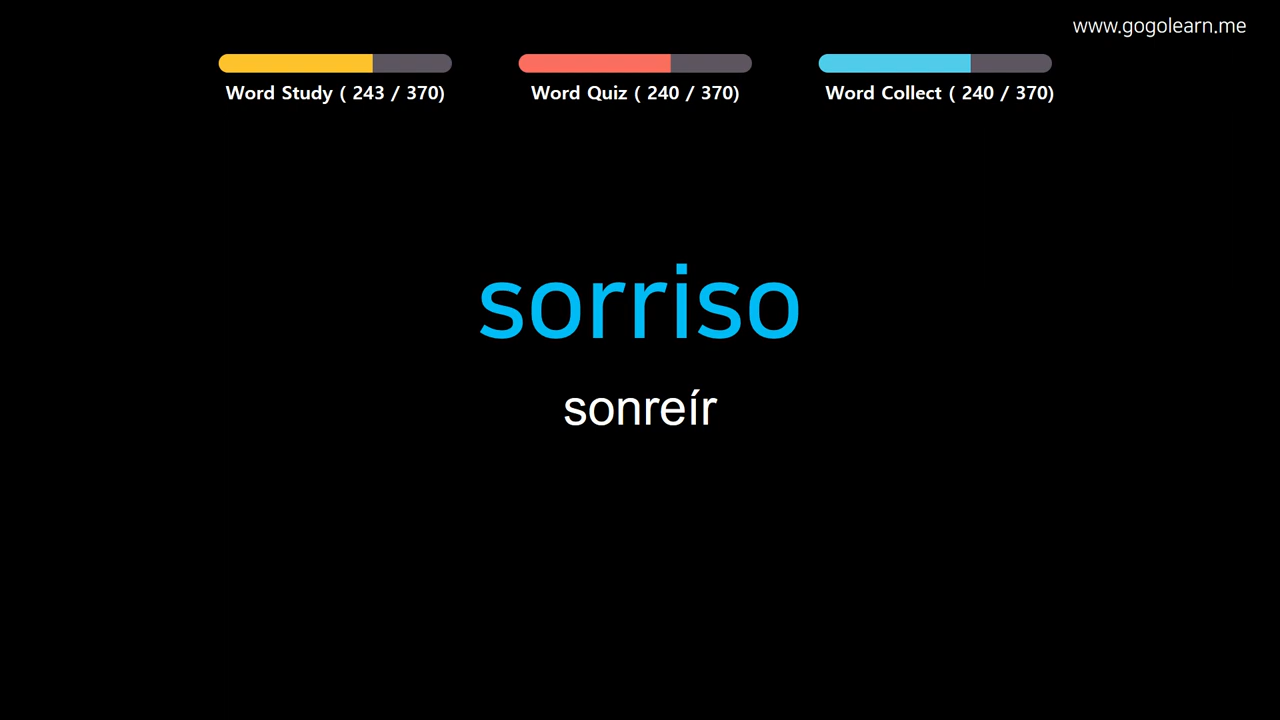 www.gogolearn.me
Word Study ( 243 / 370)
Word Quiz ( 240 / 370)
Word Collect ( 240 / 370)
sorriso
sonreír